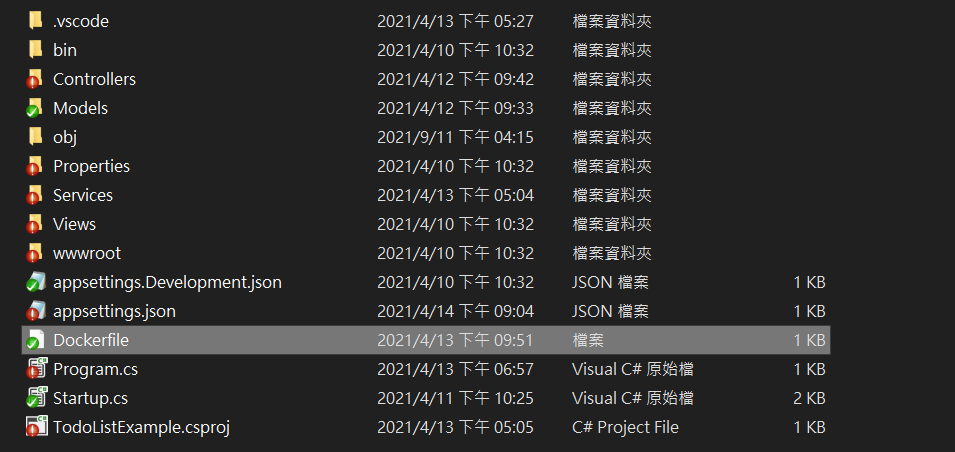 .vscode 2021/4/13 下午 05:27 檔案資料夾
bin 2021/4/10 下午 10:32 檔案資料夾
Controllers 2021/4/12 下午 09:42 檔案資料夾
Models 2021/4/12 下午 09:33 檔案資料夾
obj 2021/9/11 下午 04:15 檔案資料夾
Properties 2021/4/10 下午 10:32 檔案資料夾
Services 2021/4/13 下午 05:04 檔案資料夾
Views 2021/4/10 下午 10:32 檔案資料夾
wwwroot 2021/4/10 下午 10:32 檔案資料夾
appsettings.Development.json 2021/4/10 下午 10:32 JSON 檔案 1 KB
appsettings.json 2021/4/14 下午 09:04 JSON 檔案 1 KB
Dockerfile 2021/4/13 下午 09:51 檔案 1 KB
Program.cs 2021/4/13 下午 06:57 Visual C# 原始檔 1 KB
Startup.cs 2021/4/11 下午 10:25 Visual C# 原始檔 2 KB
TodoListExample.csproj 2021/4/13 下午 05:05 C# Project File 1 KB